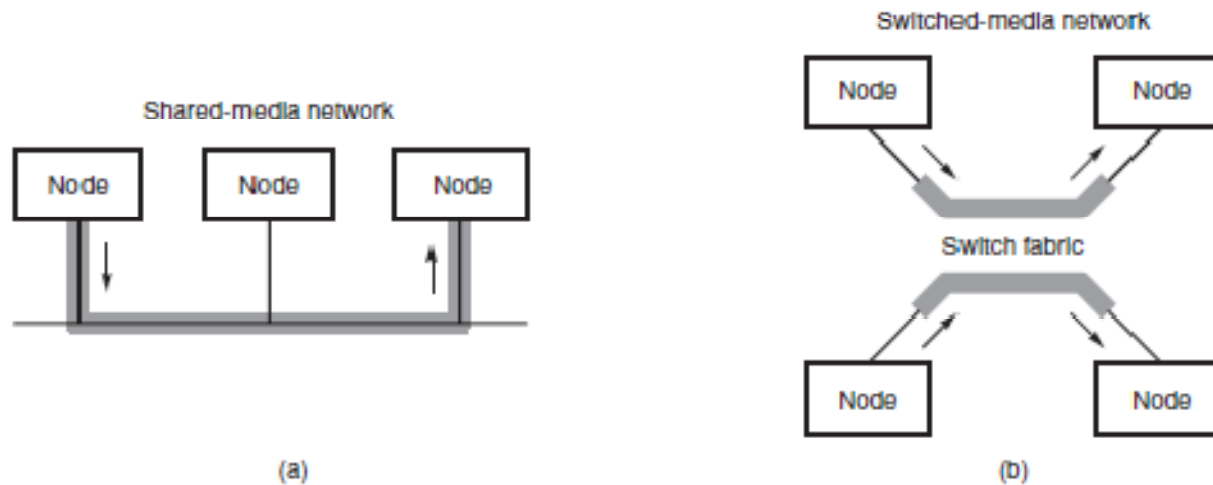 Shared-media network
Node
Node
Node
(a)
Switched-media network
Node
Node
Switch fabric
Node
Node
(b)